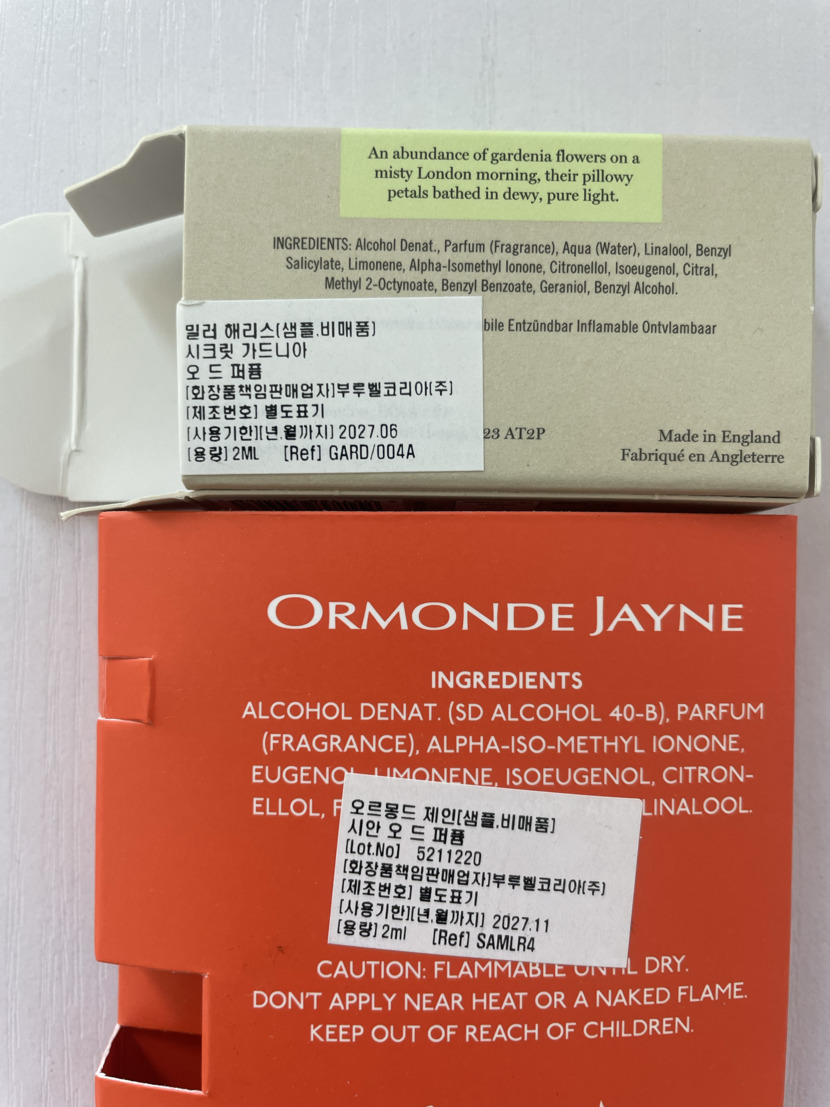 An abundance of gardenia flowers on a
misty London morning, their pillowy
petals bathed in dewy, pure light.
INGREDIENTS: Alcohol Denat., Parfum (Fragrance), Aqua (Water), Linalool, Benzyl
Salicylate, Limonene, Alpha-Isomethyl Ionone, Citronellol, Isoeugenol, Citral,
Methyl 2-Octynoate, Benzyl Benzoate, Geraniol, Benzyl Alcohol.
bile Entzündbar Inflamable Ontvlambaar
밀러 해리스[샘플.비매품]
시크릿 가드니아
오 드 퍼퓸
[화장품책임판매업자]부루벨코리아(주)
[제조번호] 별도표기
[사용기한][년,월까지] 2027.06
[용량] 2ML [Ref] GARD/004A
23 AT2P
Made in England
Fabriqué en Angleterre
ORMONDE JAYNE
INGREDIENTS
ALCOHOL DENAT. (SD ALCOHOL 40-B), PARFUM
(FRAGRANCE), ALPHA-ISO-METHYL IONONE,
EUGENOL, LIMONENE, ISOEUGENOL, CITRON-
ELLOL, F LINALOOL.
오르몽드 제인[샘플.비매품]
시안 오 드 퍼퓸
[Lot.No] 5211220
[화장품책임판매업자]부루벨코리아(주)
[제조번호] 별도표기
[사용기한][년,월까지] 2027.11
[용량] 2ml [Ref] SAMLR4
CAUTION: FLAMMABLE UNTIL DRY.
DON'T APPLY NEAR HEAT OR A NAKED FLAME.
KEEP OUT OF REACH OF CHILDREN.